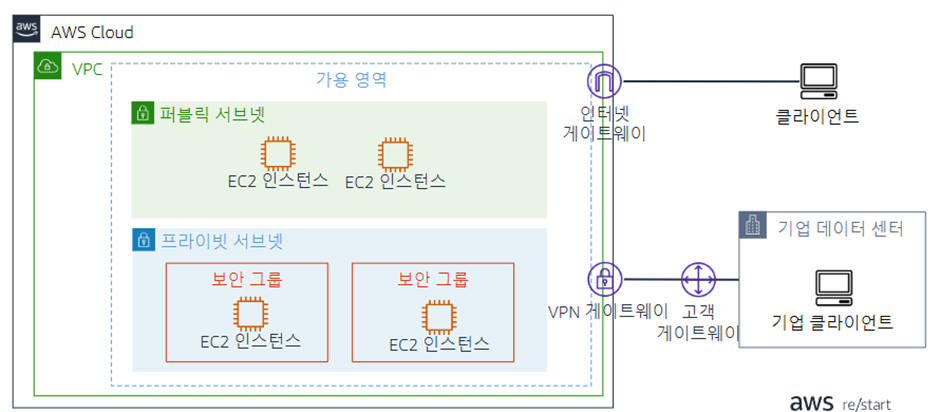 aws
AWS Cloud
VPC
가용 영역
퍼블릭 서브넷
EC2 인스턴스
EC2 인스턴스
인터넷
게이트웨이
클라이언트
프라이빗 서브넷
보안 그룹
EC2 인스턴스
보안 그룹
EC2 인스턴스
VPN 게이트웨이
고객
게이트웨이
기업 데이터 센터
기업 클라이언트
aws re/start